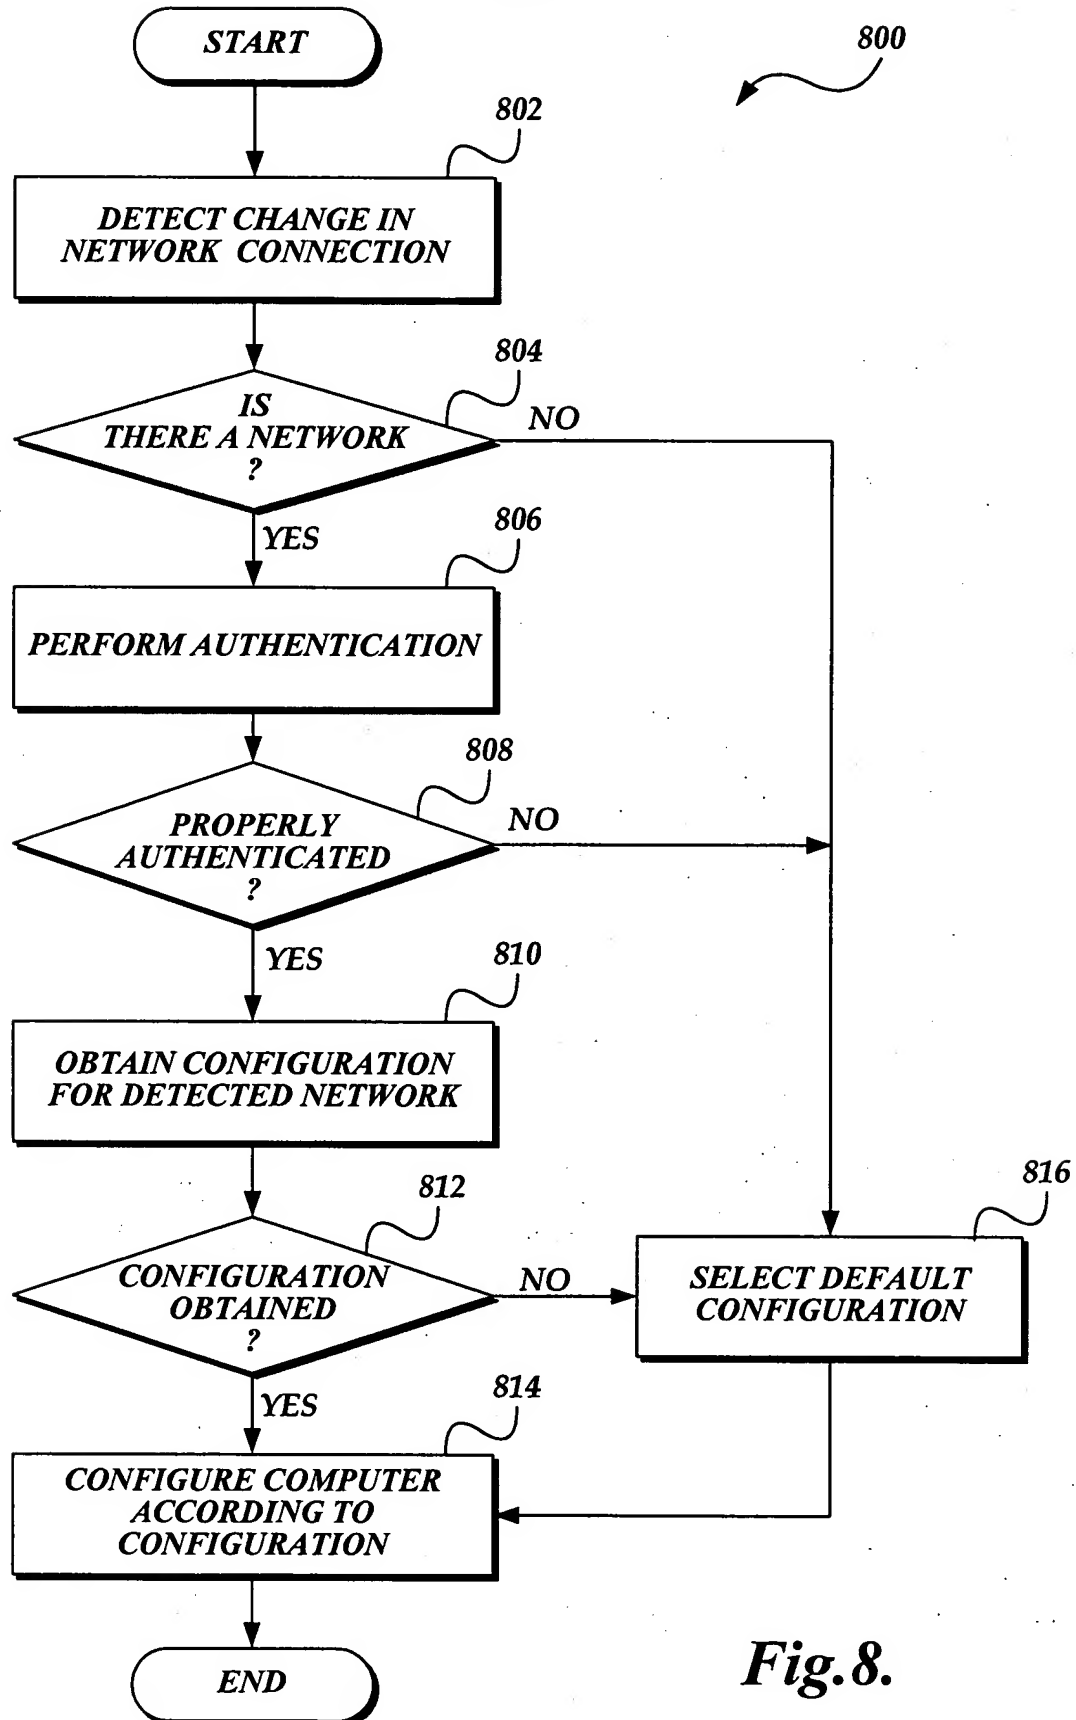 START
800
802
DETECT CHANGE IN
NETWORK CONNECTION
804
IS
THERE A NETWORK
?
NO
YES
806
PERFORM AUTHENTICATION
808
PROPERLY
AUTHENTICATED
?
NO
YES
810
OBTAIN CONFIGURATION
FOR DETECTED NETWORK
812
CONFIGURATION
OBTAINED
?
NO
816
SELECT DEFAULT
CONFIGURATION
YES
814
CONFIGURE COMPUTER
ACCORDING TO
CONFIGURATION
END
Fig.8.